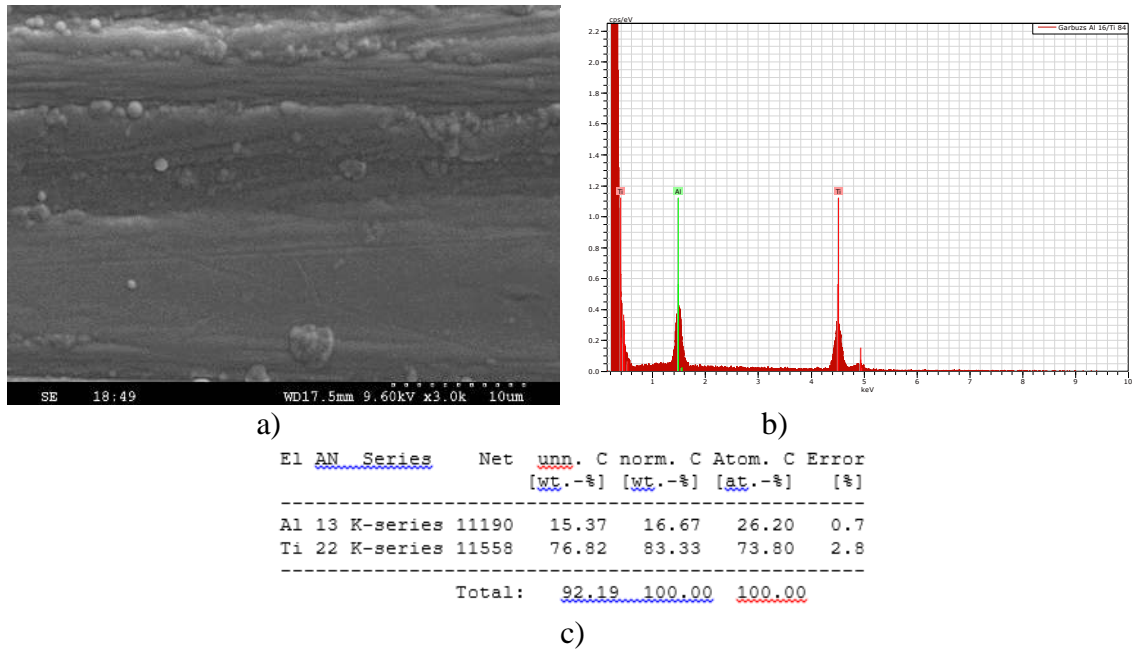 SE 18:49 WD17.5mm 9.60kV x3.0k 10um
a)
cps/eV
Garbuzs Al 16/Ti 84
2.2
2.0
1.8
1.6
1.4
1.2
1.0
0.8
0.6
0.4
0.2
0.0
Ti Al Ti
1 2 3 4 5 6 7 8 9 10
keV
b)
El AN Series Net unn. C norm. C Atom. C Error
[wt.-%] [wt.-%] [at.-%] [%]
Al 13 K-series 11190 15.37 16.67 26.20 0.7
Ti 22 K-series 11558 76.82 83.33 73.80 2.8
Total: 92.19 100.00 100.00
c)